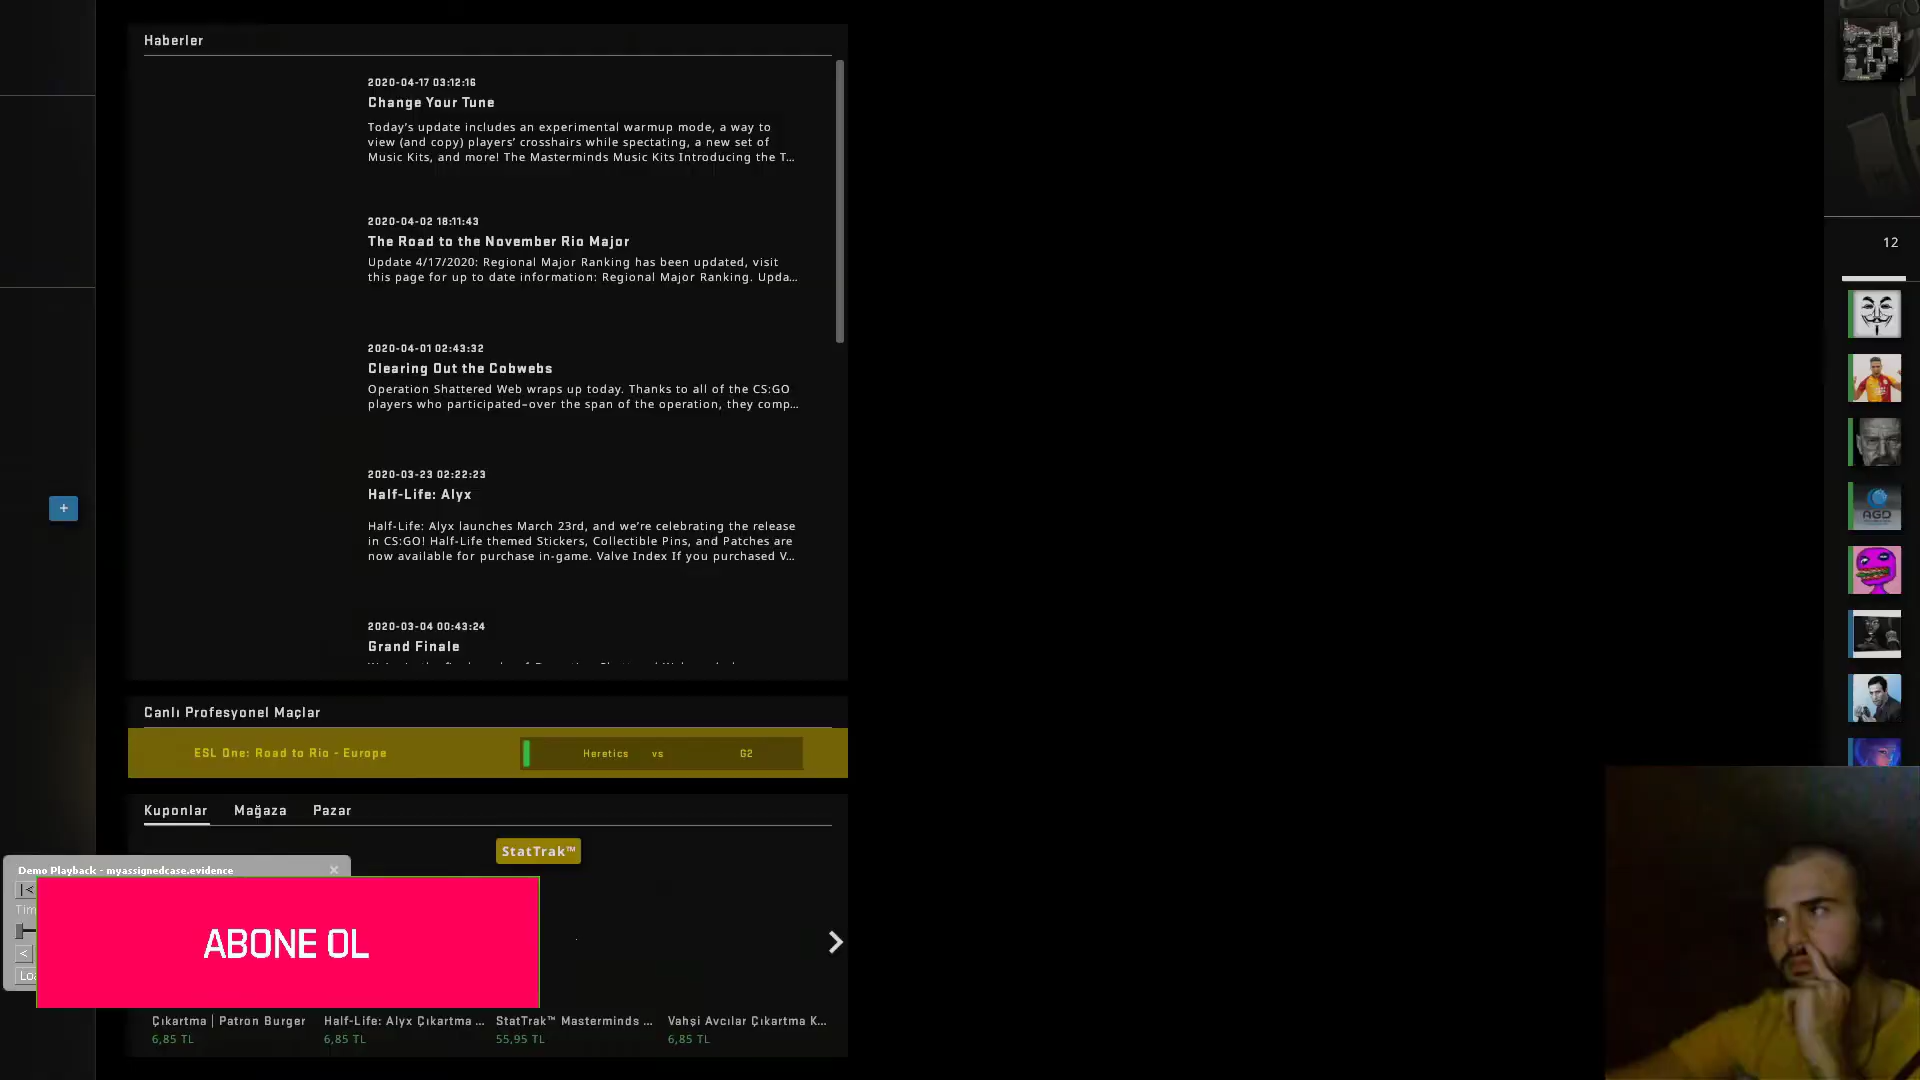 Haberler
2020-04-17 03:12:16
Change Your Tune
Today's update includes an experimental warmup mode, a way to
view (and copy) players' crosshairs while spectating, a new set of
Music Kits, and more! The Masterminds Music Kits Introducing the T...
2020-04-02 18:11:43
The Road to the November Rio Major
Update 4/17/2020: Regional Major Ranking has been updated, visit
this page for up to date information: Regional Major Ranking. Upda...
2020-04-01 02:43:32
Clearing Out the Cobwebs
Operation Shattered Web wraps up today. Thanks to all of the CS:GO
players who participated–over the span of the operation, they comp...
2020-03-23 02:22:23
Half-Life: Alyx
Half-Life: Alyx launches March 23rd, and we're celebrating the release
in CS:GO! Half-Life themed Stickers, Collectible Pins, and Patches are
now available for purchase in-game. Valve Index If you purchased V...
2020-03-04 00:43:24
Grand Finale
Canlı Profesyonel Maçlar
ESL One: Road to Rio - Europe
Heretics vs G2
Kuponlar Mağaza Pazar
StatTrak™
Demo Playback - myassignedcase.evidence
ABONE OL
Çıkartma | Patron Burger
6,85 TL
Half-Life: Alyx Çıkartma ...
6,85 TL
StatTrak™ Masterminds ...
55,95 TL
Vahşi Avcılar Çıkartma K...
6,85 TL
12
AGD